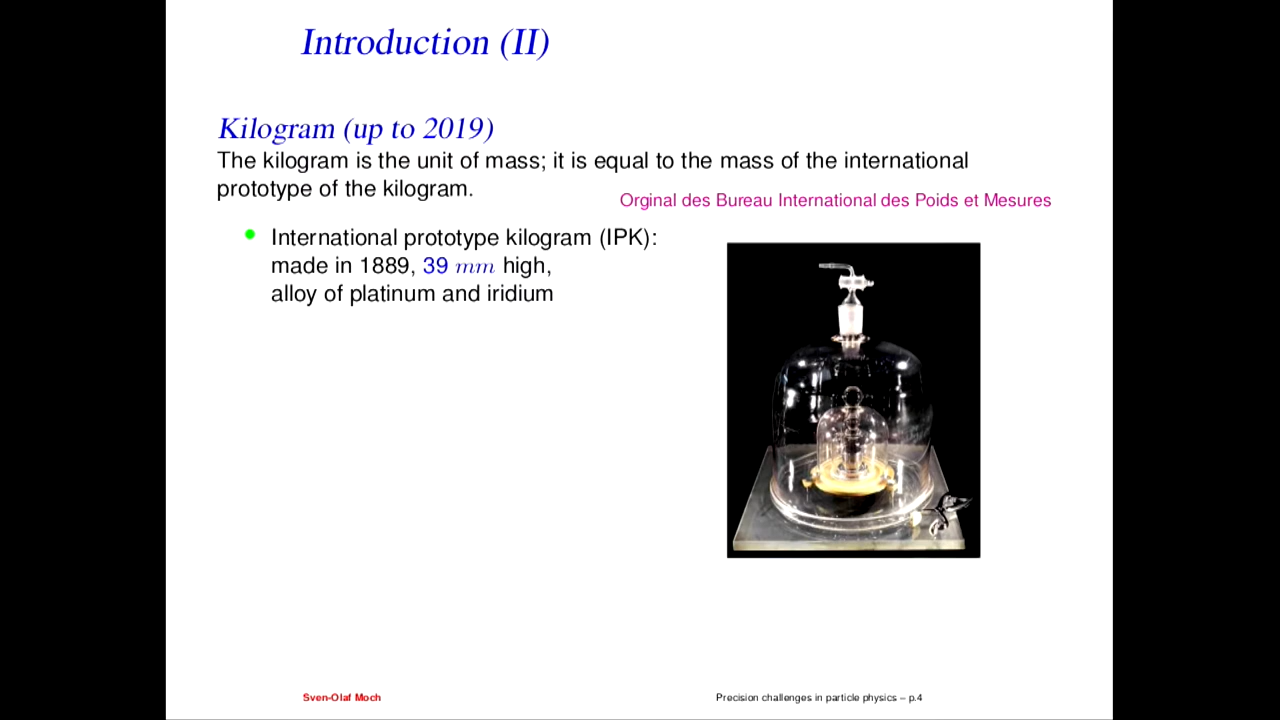 Introduction (II)
Kilogram (up to 2019)
The kilogram is the unit of mass; it is equal to the mass of the international
prototype of the kilogram.
Orginal des Bureau International des Poids et Mesures
International prototype kilogram (IPK):
made in 1889, 39 mm high,
alloy of platinum and iridium
Sven-Olaf Moch
Precision challenges in particle physics – p.4